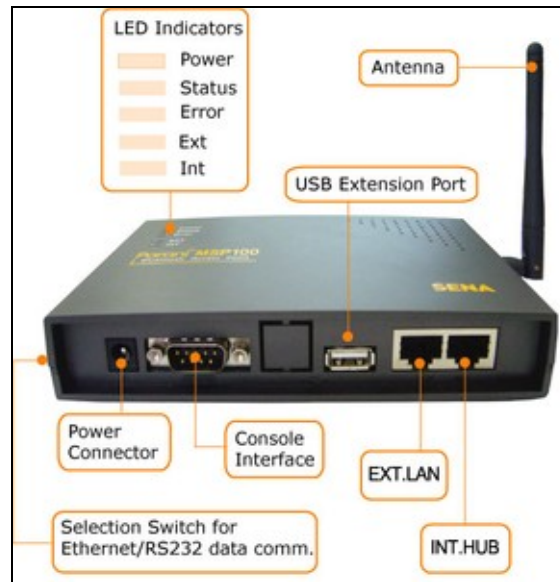 LED Indicators
Power
Status
Error
Ext
Int
Antenna
USB Extension Port
MSP100
SENA
Power
Connector
Console
Interface
EXT.LAN
INT.HUB
Selection Switch for
Ethernet/RS232 data comm.